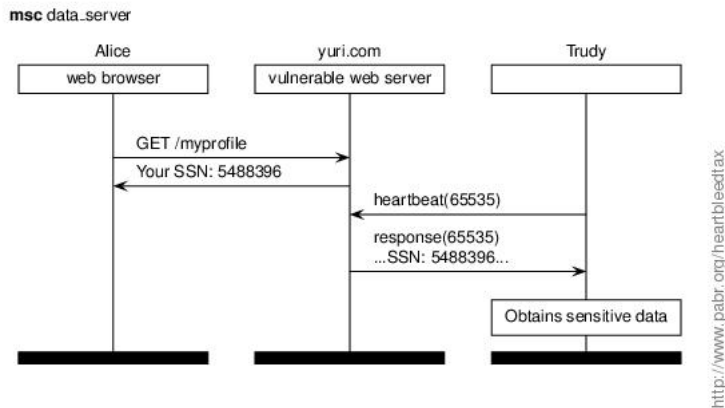 msc data_server
Alice
yuri.com
Trudy
web browser
vulnerable web server
GET /myprofile
Your SSN: 5488396
heartbeat(65535)
response(65535)
...SSN: 5488396...
Obtains sensitive data
http://www.pabr.org/heartbleedtax